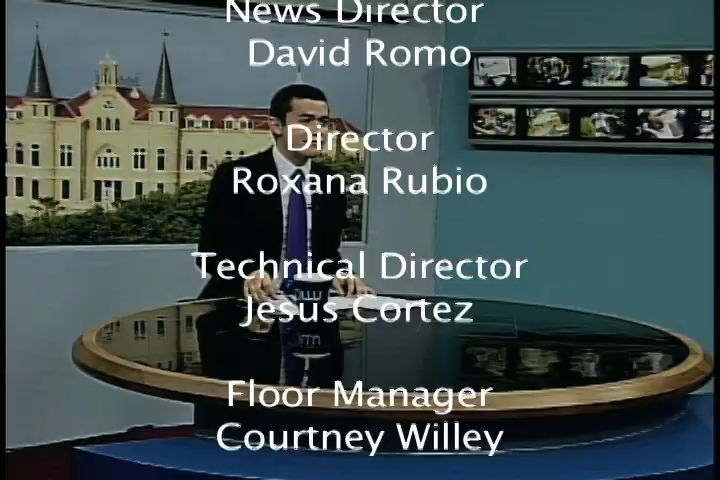 News Director
David Romo
Director
Roxana Rubio
Technical Director
Jesus Cortez
Floor Manager
Courtney Willey